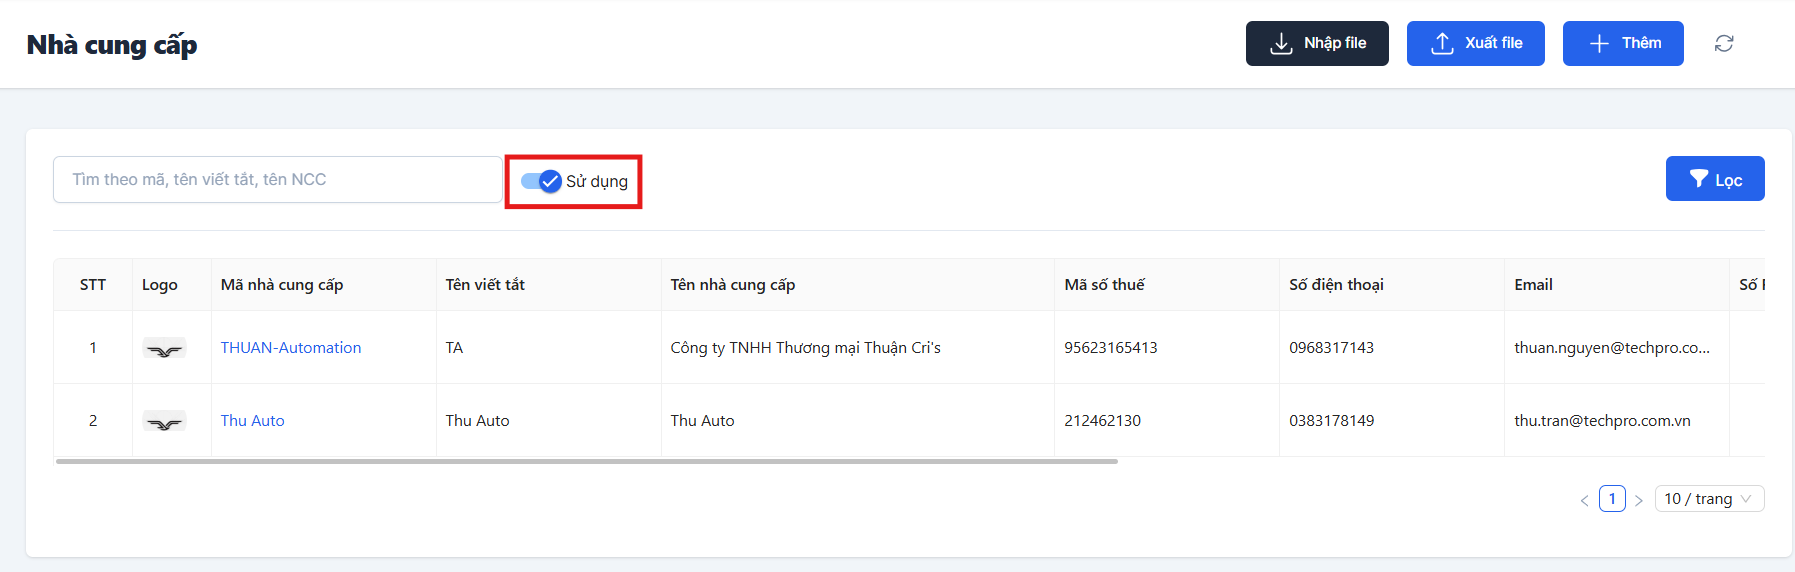 Nhà cung cấp
Nhập file
Xuất file
Thêm
Tìm theo mã, tên viết tắt, tên NCC
Sử dụng
Lọc
STT Logo Mã nhà cung cấp Tên viết tắt Tên nhà cung cấp Mã số thuế Số điện thoại Email Số
1 THUAN-Automation TA Công ty TNHH Thương mại Thuận Cri's 95623165413 0968317143 thuan.nguyen@techpro.co...
2 Thu Auto Thu Auto Thu Auto 212462130 0383178149 thu.tran@techpro.com.vn
< 1 > 10 / trang